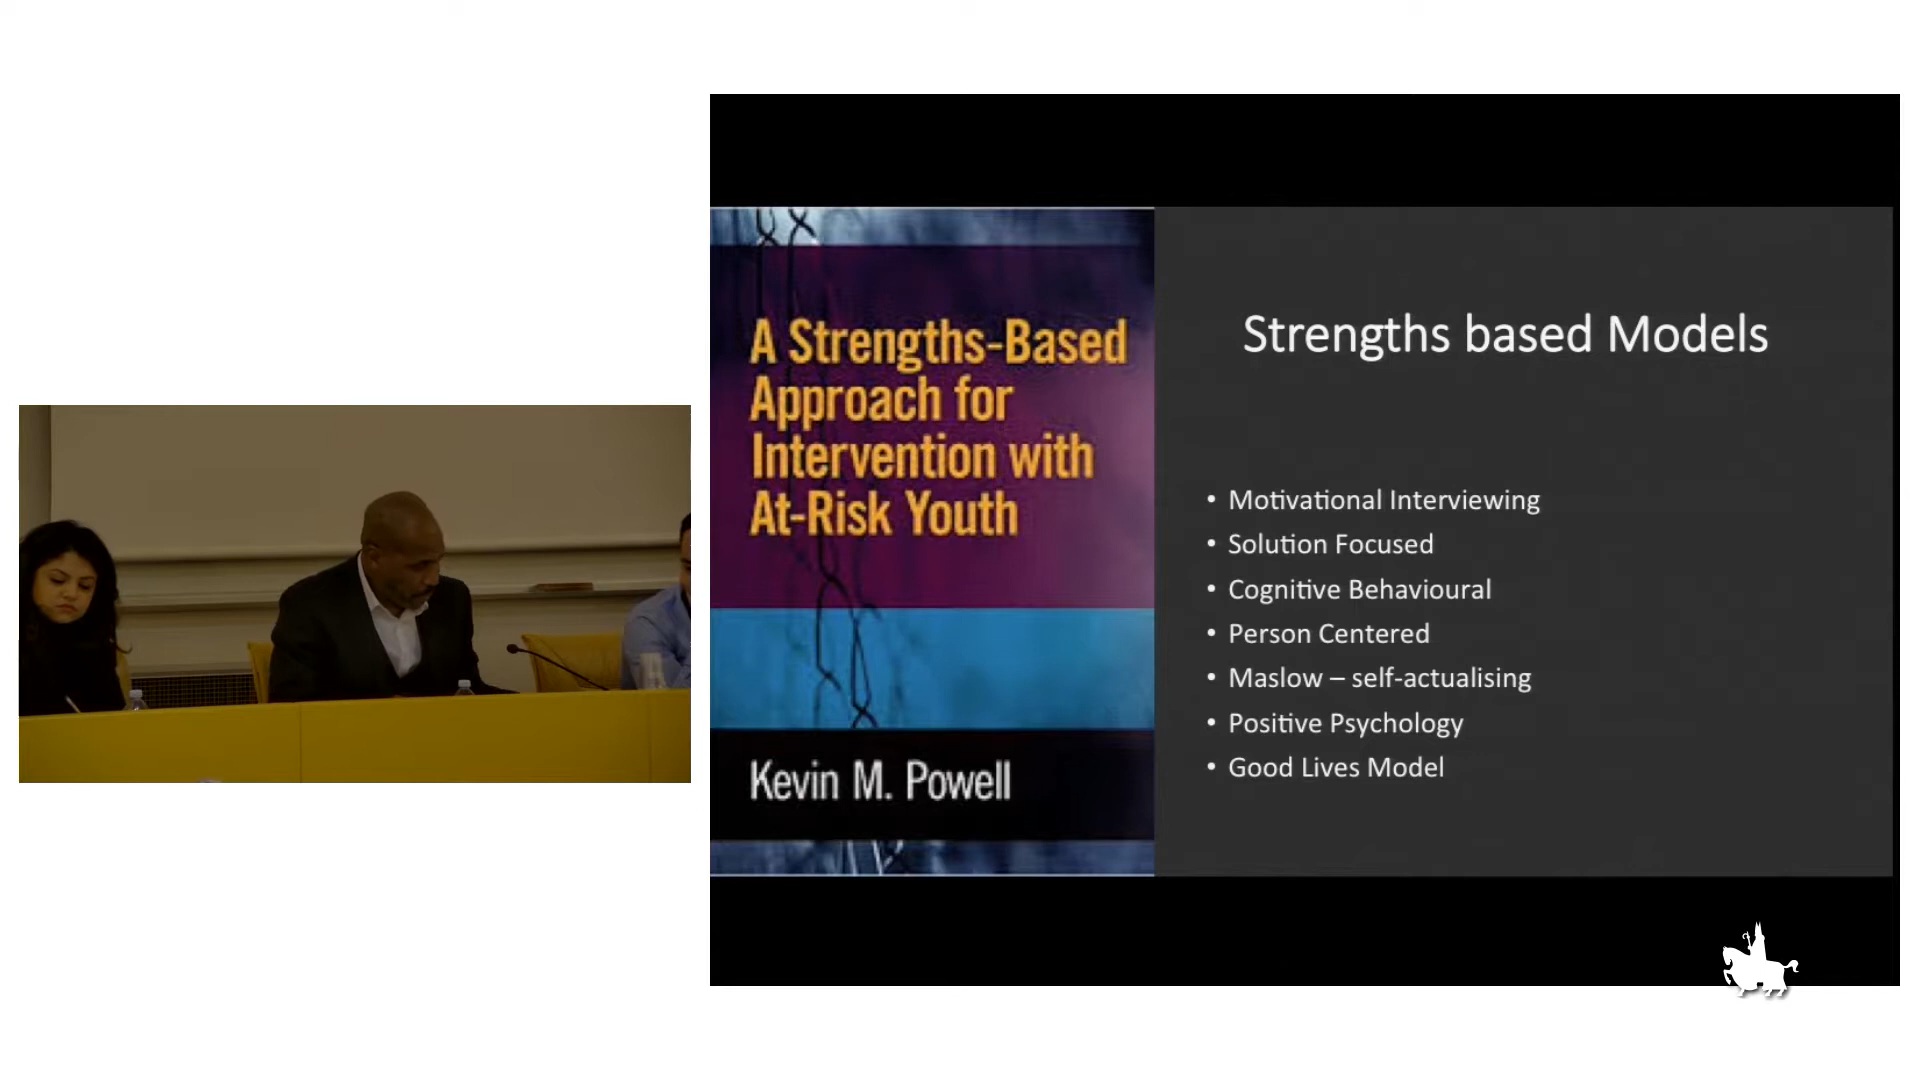 A Strengths-Based
Approach for
Intervention with
At-Risk Youth
Kevin M. Powell
Strengths based Models
• Motivational Interviewing
• Solution Focused
• Cognitive Behavioural
• Person Centered
• Maslow – self-actualising
• Positive Psychology
• Good Lives Model